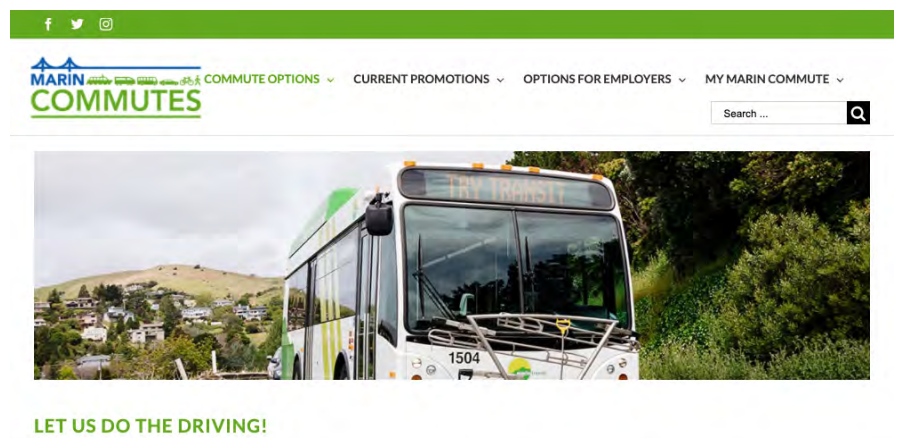 MARIN
COMMUTES
COMMUTE OPTIONS
CURRENT PROMOTIONS
OPTIONS FOR EMPLOYERS
MY MARIN COMMUTE
Search ...
TRY TRANSIT
1504
LET US DO THE DRIVING!